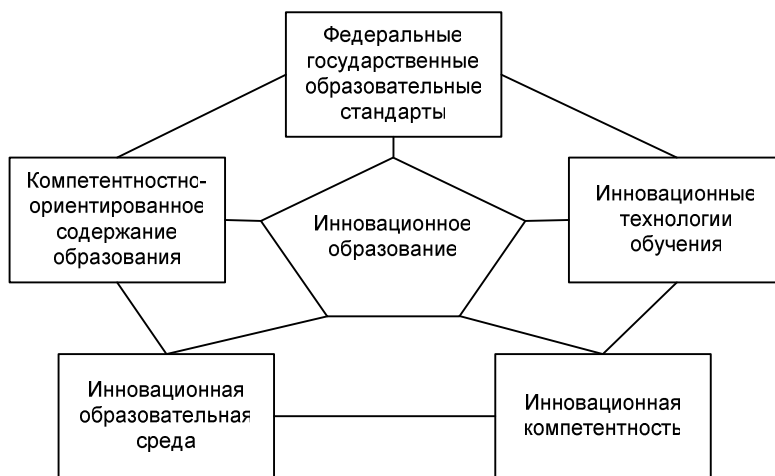 Федеральные
государственные
образовательные
стандарты
Компетентностно-
ориентированное
содержание
образования
Инновационное
образование
Инновационные
технологии
обучения
Инновационная
образовательная
среда
Инновационная
компетентность